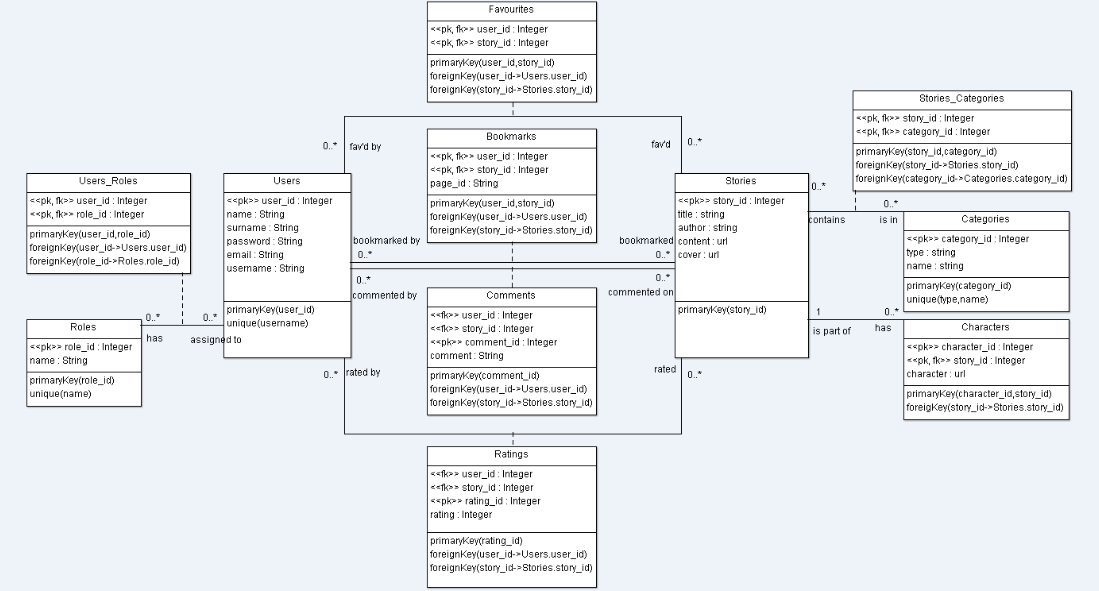 Favourites
<<pk, fk>> user_id : Integer
<<pk, fk>> story_id : Integer
primaryKey(user_id,story_id)
foreignKey(user_id->Users.user_id)
foreignKey(story_id->Stories.story_id)
0..*
fav'd by
fav'd
0..*
Bookmarks
<<pk, fk>> user_id : Integer
<<pk, fk>> story_id : Integer
page_id : String
primaryKey(user_id,story_id)
foreignKey(user_id->Users.user_id)
foreignKey(story_id->Stories.story_id)
Stories_Categories
<<pk, fk>> story_id : Integer
<<pk, fk>> category_id : Integer
primaryKey(story_id,category_id)
foreignKey(story_id->Stories.story_id)
foreignKey(category_id->Categories.category_id)
Users_Roles
<<pk, fk>> user_id : Integer
<<pk, fk>> role_id : Integer
primaryKey(user_id,role_id)
foreignKey(user_id->Users.user_id)
foreignKey(role_id->Roles.role_id)
Users
<<pk>> user_id : Integer
name : String
surname : String
password : String
email : String
username : String
primaryKey(user_id)
unique(username)
bookmarked by
0..*
bookmarked
0..*
0..*
commented by
0..*
commented on
Stories
<<pk>> story_id : Integer
title : string
author : string
content : url
cover : url
primaryKey(story_id)
0..*
contains
0..*
is in
Categories
<<pk>> category_id : Integer
type : string
name : string
primaryKey(category_id)
unique(type,name)
Roles
<<pk>> role_id : Integer
name : String
primaryKey(role_id)
unique(name)
0..*
has
0..*
assigned to
Comments
<<fk>> user_id : Integer
<<fk>> story_id : Integer
<<pk>> comment_id : Integer
comment : String
primaryKey(comment_id)
foreignKey(user_id->Users.user_id)
foreignKey(story_id->Stories.story_id)
1
is part of
0..*
has
Characters
<<pk>> character_id : Integer
<<pk, fk>> story_id : Integer
character : url
primaryKey(character_id,story_id)
foreigKey(story_id->Stories.story_id)
0..*
rated by
rated
0..*
Ratings
<<fk>> user_id : Integer
<<fk>> story_id : Integer
<<pk>> rating_id : Integer
rating : Integer
primaryKey(rating_id)
foreignKey(user_id->Users.user_id)
foreignKey(story_id->Stories.story_id)